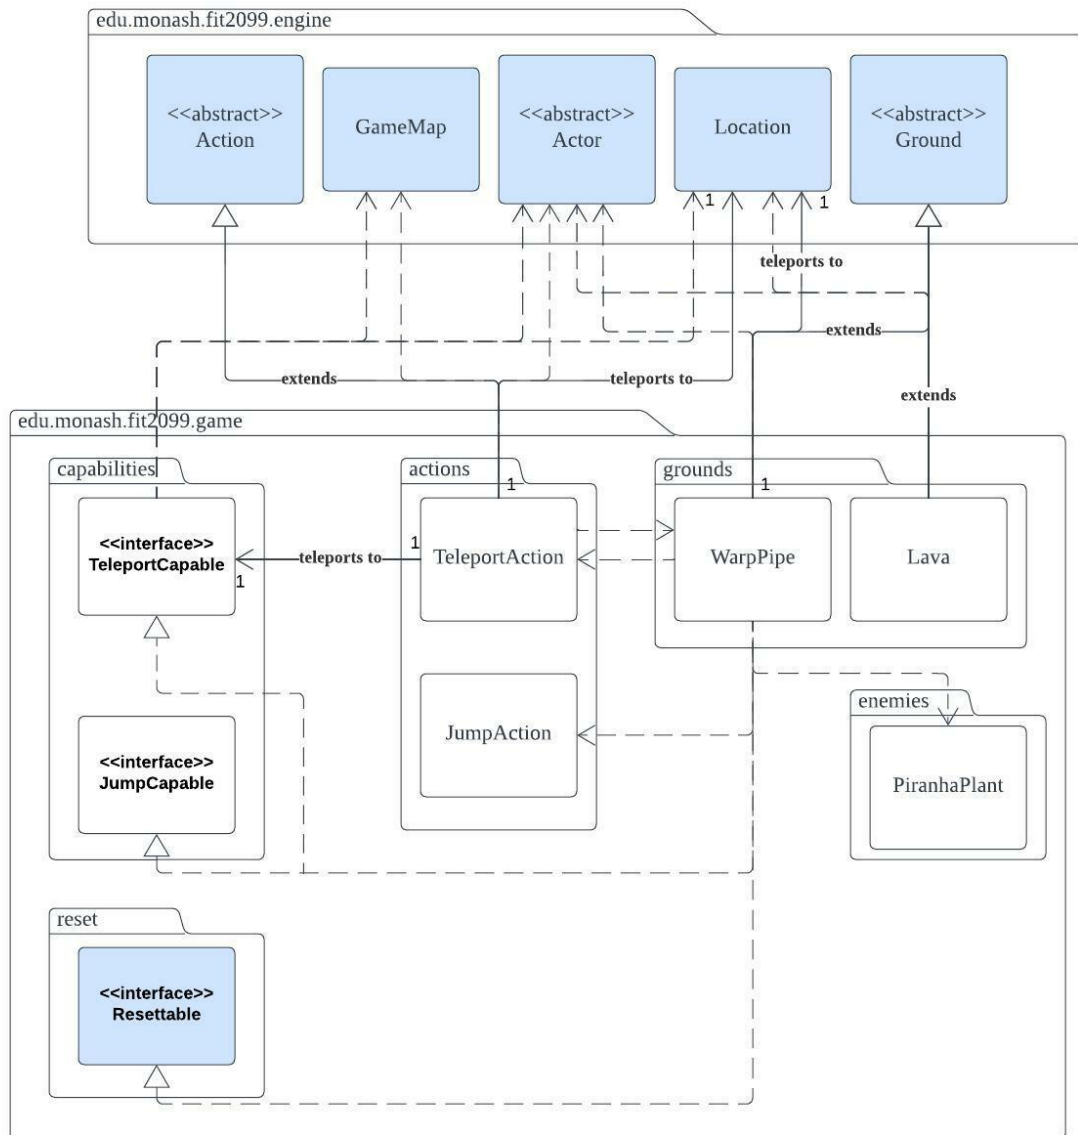 edu.monash.fit2099.engine
<<abstract>>
Action
GameMap
<<abstract>>
Actor
Location
<<abstract>>
Ground
1
1
teleports to
extends
extends
teleports to
extends
edu.monash.fit2099.game
capabilities
actions
grounds
1
1
<<interface>>
TeleportCapable
1
teleports to
1
TeleportAction
WarpPipe
Lava
JumpAction
enemies
PiranhaPlant
<<interface>>
JumpCapable
reset
<<interface>>
Resettable